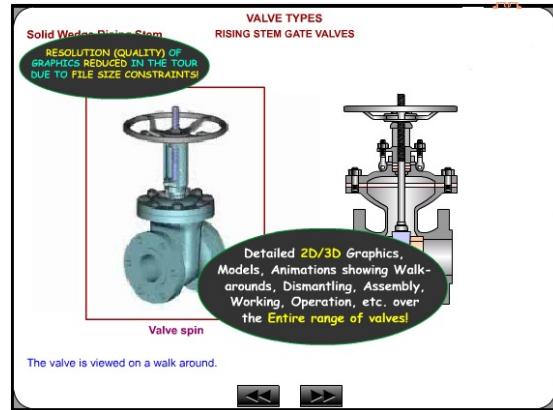 VALVE TYPES
Solid Wedge Rising Stem
RISING STEM GATE VALVES
RESOLUTION (QUALITY) OF
GRAPHICS REDUCED IN THE TOUR
DUE TO FILE SIZE CONSTRAINTS!
Detailed 2D/3D Graphics,
Models, Animations showing Walk-
arounds, Dismantling, Assembly,
Working, Operation, etc. over
the Entire range of valves!
Valve spin
The valve is viewed on a walk around.